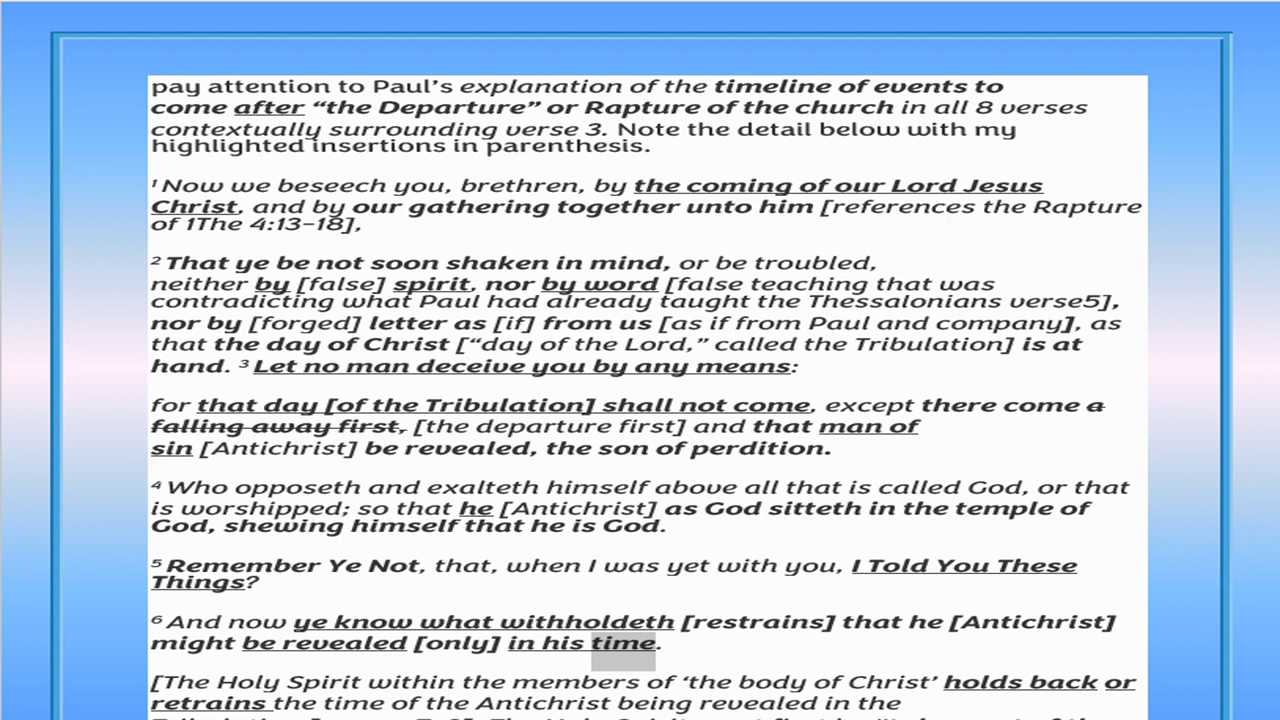 pay attention to Paul's explanation of the timeline of events to
come after “the Departure” or Rapture of the church in all 8 verses
contextually surrounding verse 3. Note the detail below with my
highlighted insertions in parenthesis.
¹ Now we beseech you, brethren, by the coming of our Lord Jesus
Christ, and by our gathering together unto him [references the Rapture
of 1The 4:13–18],
² That ye be not soon shaken in mind, or be troubled,
neither by [false] spirit, nor by word [false teaching that was
contradicting what Paul had already taught the Thessalonians verse5],
nor by [forged] letter as [if] from us [as if from Paul and company], as
that the day of Christ [“day of the Lord,” called the Tribulation] is at
hand. ³ Let no man deceive you by any means:
for that day [of the Tribulation] shall not come, except there come a
falling away first, [the departure first] and that man of
sin [Antichrist] be revealed, the son of perdition.
⁴ Who opposeth and exalteth himself above all that is called God, or that
is worshipped; so that he [Antichrist] as God sitteth in the temple of
God, shewing himself that he is God.
⁵ Remember Ye Not, that, when I was yet with you, I Told You These
Things?
⁶ And now ye know what withholdeth [restrains] that he [Antichrist]
might be revealed [only] in his time.
[The Holy Spirit within the members of ‘the body of Christ’ holds back or
retrains the time of the Antichrist being revealed in the